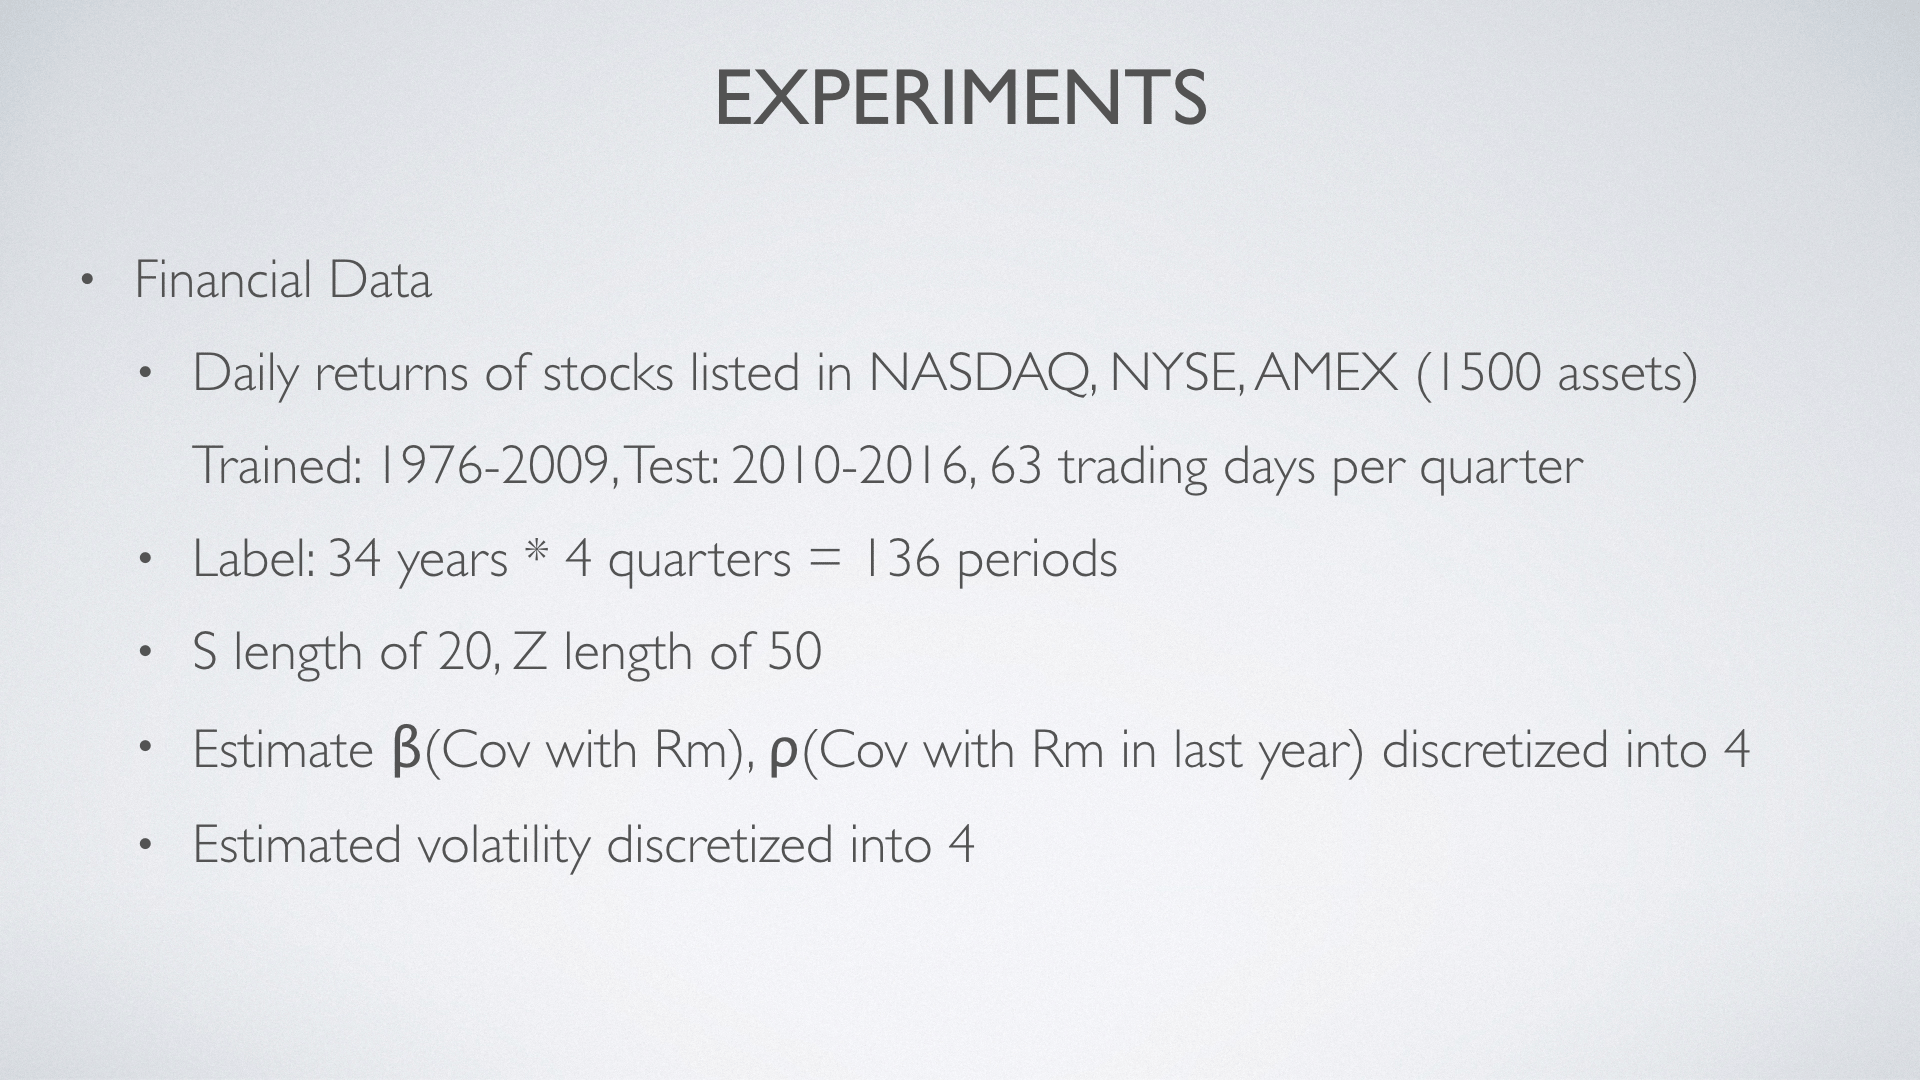 EXPERIMENTS
• Financial Data
• Daily returns of stocks listed in NASDAQ, NYSE, AMEX (1500 assets)
Trained: 1976-2009, Test: 2010-2016, 63 trading days per quarter
• Label: 34 years * 4 quarters = 136 periods
• S length of 20, Z length of 50
• Estimate β(Cov with Rm), ρ(Cov with Rm in last year) discretized into 4
• Estimated volatility discretized into 4